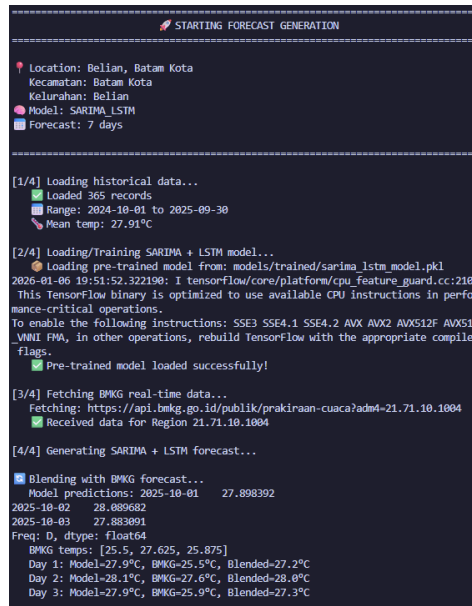 ================================================================================
🚀 STARTING FORECAST GENERATION
================================================================================
📍 Location: Belian, Batam Kota
Kecamatan: Batam Kota
Kelurahan: Belian
🧠 Model: SARIMA_LSTM
📅 Forecast: 7 days
================================================================================
[1/4] Loading historical data...
✅ Loaded 365 records
📅 Range: 2024-10-01 to 2025-09-30
🌡️ Mean temp: 27.91°C
[2/4] Loading/Training SARIMA + LSTM model...
📦 Loading pre-trained model from: models/trained/sarima_lstm_model.pkl
2026-01-06 19:51:52.322190: I tensorflow/core/platform/cpu_feature_guard.cc:210
This TensorFlow binary is optimized to use available CPU instructions in perfo
mance-critical operations.
To enable the following instructions: SSE3 SSE4.1 SSE4.2 AVX AVX2 AVX512F AVX51
_VNNI FMA, in other operations, rebuild TensorFlow with the appropriate compile
flags.
✅ Pre-trained model loaded successfully!
[3/4] Fetching BMKG real-time data...
Fetching: https://api.bmkg.go.id/publik/prakiraan-cuaca?adm4=21.71.10.1004
✅ Received data for Region 21.71.10.1004
[4/4] Generating SARIMA + LSTM forecast...
🔄 Blending with BMKG forecast...
Model predictions: 2025-10-01    27.898392
2025-10-02    28.089682
2025-10-03    27.883091
Freq: D, dtype: float64
BMKG temps: [25.5, 27.625, 25.875]
Day 1: Model=27.9°C, BMKG=25.5°C, Blended=27.2°C
Day 2: Model=28.1°C, BMKG=27.6°C, Blended=28.0°C
Day 3: Model=27.9°C, BMKG=25.9°C, Blended=27.3°C